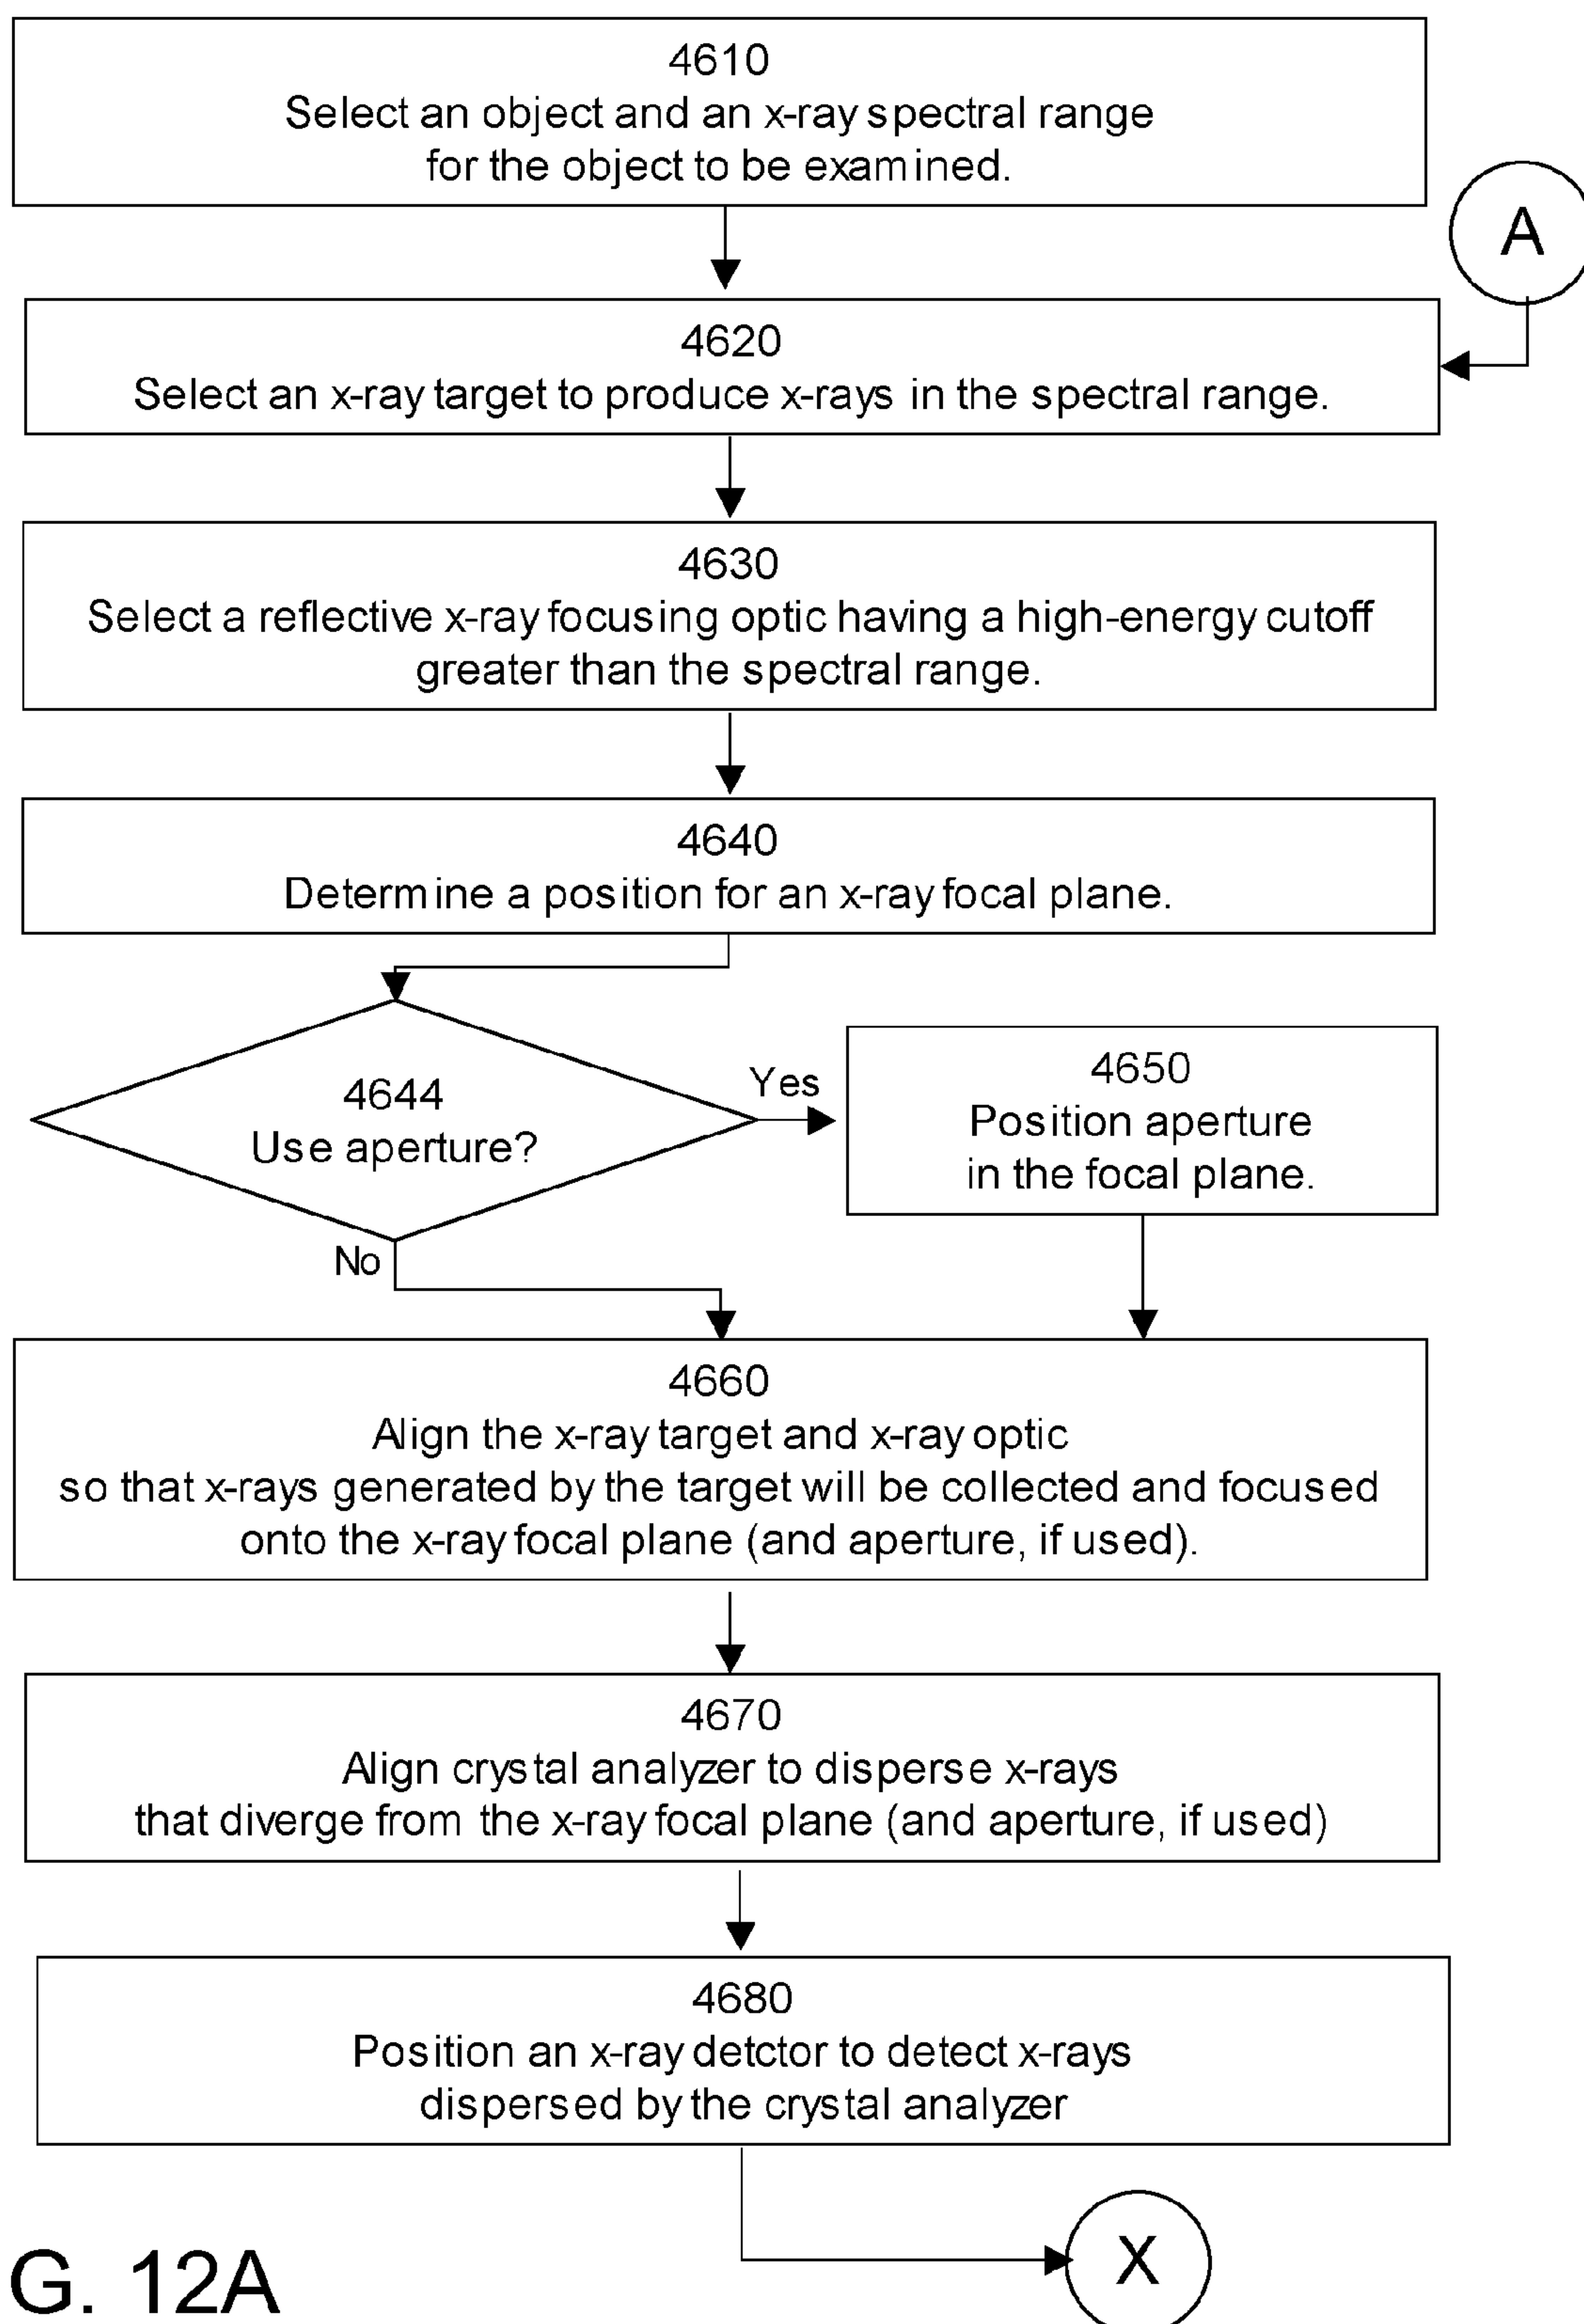 4610
Select an object and an x-ray spectral range
for the object to be examined.
A
4620
Select an x-ray target to produce x-rays in the spectral range.
4630
Select a reflective x-ray focusing optic having a high-energy cutoff
greater than the spectral range.
4640
Determine a position for an x-ray focal plane.
4644
Use aperture?
Yes
4650
Position aperture
in the focal plane.
No
4660
Align the x-ray target and x-ray optic
so that x-rays generated by the target will be collected and focused
onto the x-ray focal plane (and aperture, if used).
4670
Align crystal analyzer to disperse x-rays
that diverge from the x-ray focal plane (and aperture, if used)
4680
Position an x-ray detctor to detect x-rays
dispersed by the crystal analyzer
X
G. 12A